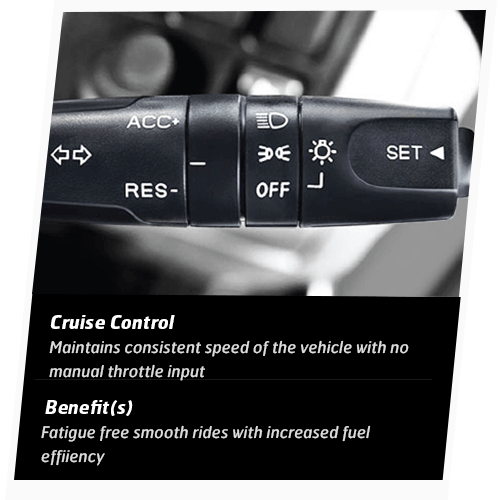 ACC+
RES-
OFF
SET
Cruise Control
Maintains consistent speed of the vehicle with no
manual throttle input
Benefit(s)
Fatigue free smooth rides with increased fuel
effiiency